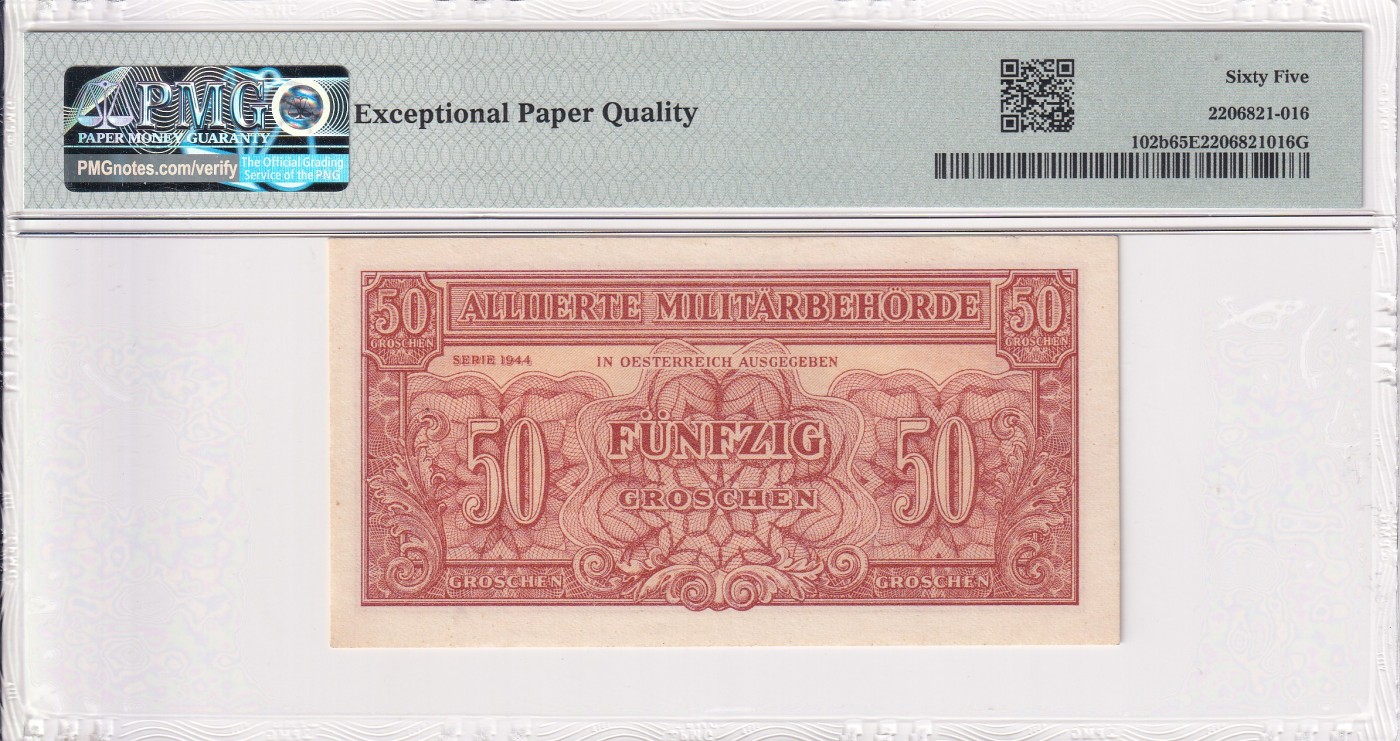 PMG
PAPER MONEY GUARANTY
PMGnotes.com/verify
The Official Grading
Service of the PNG
Exceptional Paper Quality
Sixty Five
2206821-016
102b65E2206821016G
50
GROSCHEN
ALLIIERTE MILITÄRBEHÖRDE
50
GROSCHEN
SERIE 1944
IN OESTERREICH AUSGEGEBEN
50
FÜNFZIG
GROSCHEN
50
GROSCHEN
GROSCHEN